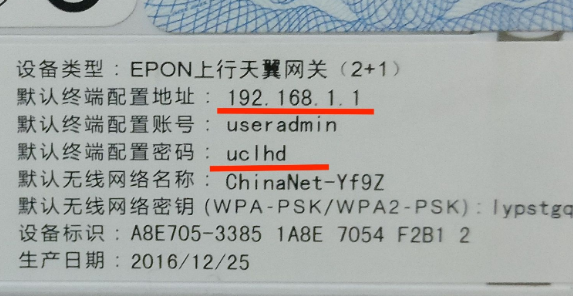 设备类型：EPON上行天翼网关（2+1）
默认终端配置地址：192.168.1.1
默认终端配置账号：useradmin
默认终端配置密码：uclhd
默认无线网络名称：ChinaNet-Yf9Z
默认无线网络密钥(WPA-PSK/WPA2-PSK)：lypstgq
设备标识：A8E705-3385 1A8E 7054 F2B1 2
生产日期：2016/12/25